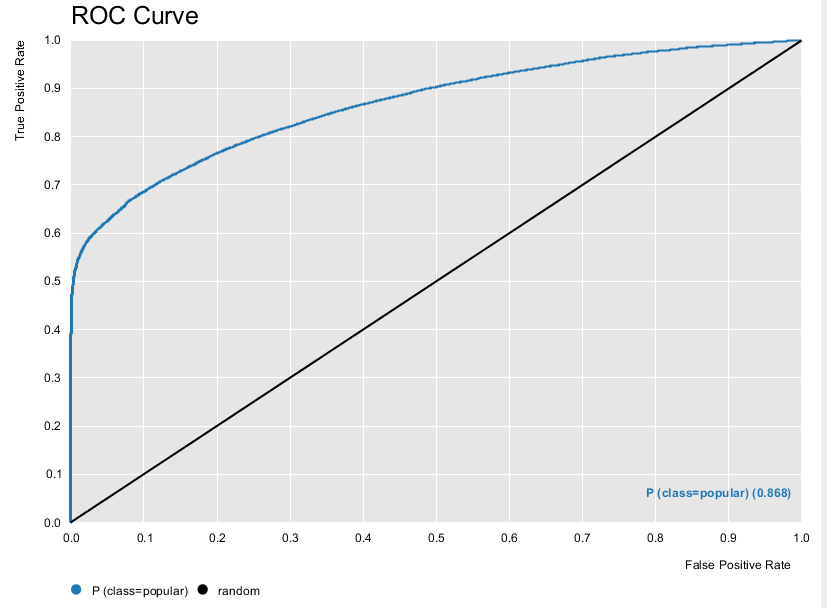 ROC Curve
True Positive Rate
1.0
0.9
0.8
0.7
0.6
0.5
0.4
0.3
0.2
0.1
0.0
P (class=popular) (0.868)
0.0 0.1 0.2 0.3 0.4 0.5 0.6 0.7 0.8 0.9 1.0
False Positive Rate
P (class=popular) random